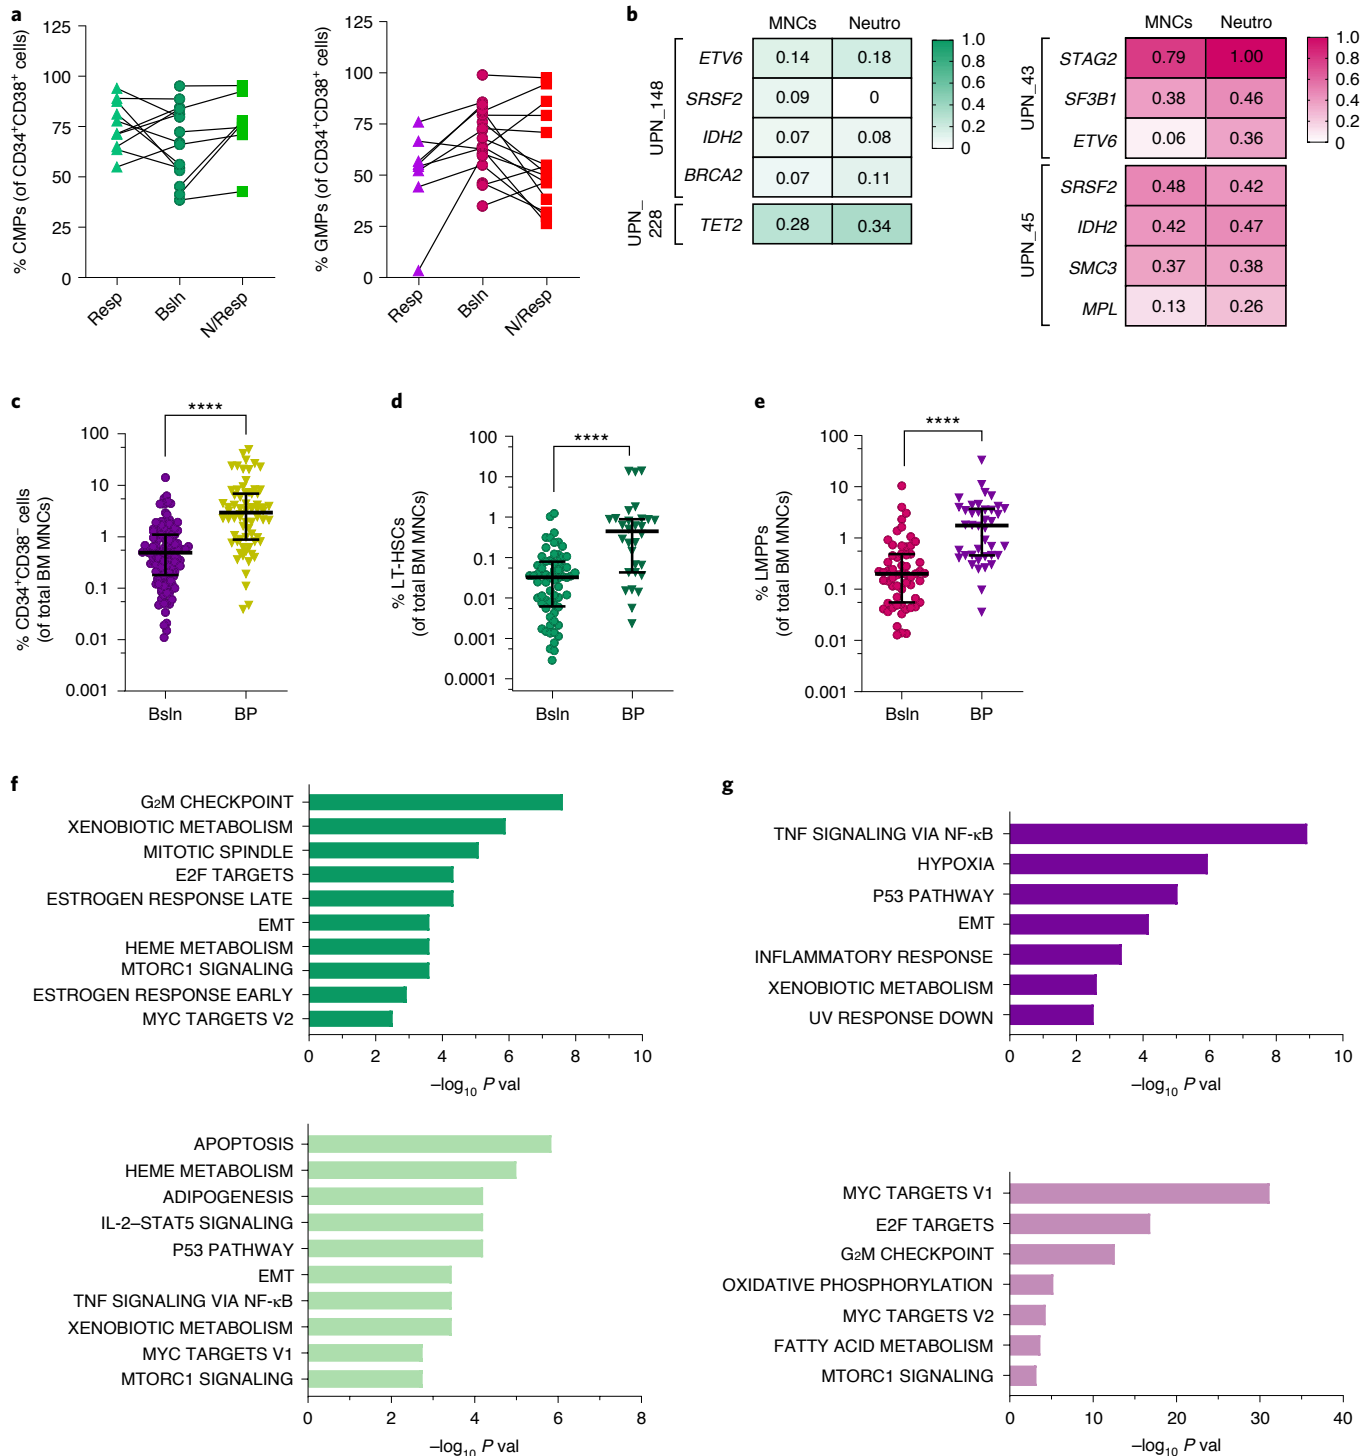 a
% CMPs (of CD34⁺CD38⁺ cells)
125
100
75
50
25
0
Resp
Bsln
N/Resp
% GMPs (of CD34⁺CD38⁺ cells)
125
100
75
50
25
0
Resp
Bsln
N/Resp
b
MNCs Neutro
UPN_148
ETV6 0.14 0.18
SRSF2 0.09 0
IDH2 0.07 0.08
BRCA2 0.07 0.11
UPN_
228
TET2 0.28 0.34
1.0
0.8
0.6
0.4
0.2
0
MNCs Neutro
UPN_43
STAG2 0.79 1.00
SF3B1 0.38 0.46
ETV6 0.06 0.36
UPN_45
SRSF2 0.48 0.42
IDH2 0.42 0.47
SMC3 0.37 0.38
MPL 0.13 0.26
1.0
0.8
0.6
0.4
0.2
0
c
% CD34⁺CD38⁻ cells
(of total BM MNCs)
****
100
10
1
0.1
0.01
0.001
Bsln BP
d
% LT-HSCs
(of total BM MNCs)
****
100
10
1
0.1
0.01
0.001
0.0001
Bsln BP
e
% LMPPs
(of total BM MNCs)
****
100
10
1
0.1
0.01
0.001
Bsln BP
f
G₂M CHECKPOINT
XENOBIOTIC METABOLISM
MITOTIC SPINDLE
E2F TARGETS
ESTROGEN RESPONSE LATE
EMT
HEME METABOLISM
MTORC1 SIGNALING
ESTROGEN RESPONSE EARLY
MYC TARGETS V2
0 2 4 6 8 10
–log₁₀ P val
APOPTOSIS
HEME METABOLISM
ADIPOGENESIS
IL-2–STAT5 SIGNALING
P53 PATHWAY
EMT
TNF SIGNALING VIA NF-κB
XENOBIOTIC METABOLISM
MYC TARGETS V1
MTORC1 SIGNALING
0 2 4 6 8
–log₁₀ P val
g
TNF SIGNALING VIA NF-κB
HYPOXIA
P53 PATHWAY
EMT
INFLAMMATORY RESPONSE
XENOBIOTIC METABOLISM
UV RESPONSE DOWN
0 2 4 6 8 10
–log₁₀ P val
MYC TARGETS V1
E2F TARGETS
G₂M CHECKPOINT
OXIDATIVE PHOSPHORYLATION
MYC TARGETS V2
FATTY ACID METABOLISM
MTORC1 SIGNALING
0 10 20 30 40
–log₁₀ P val